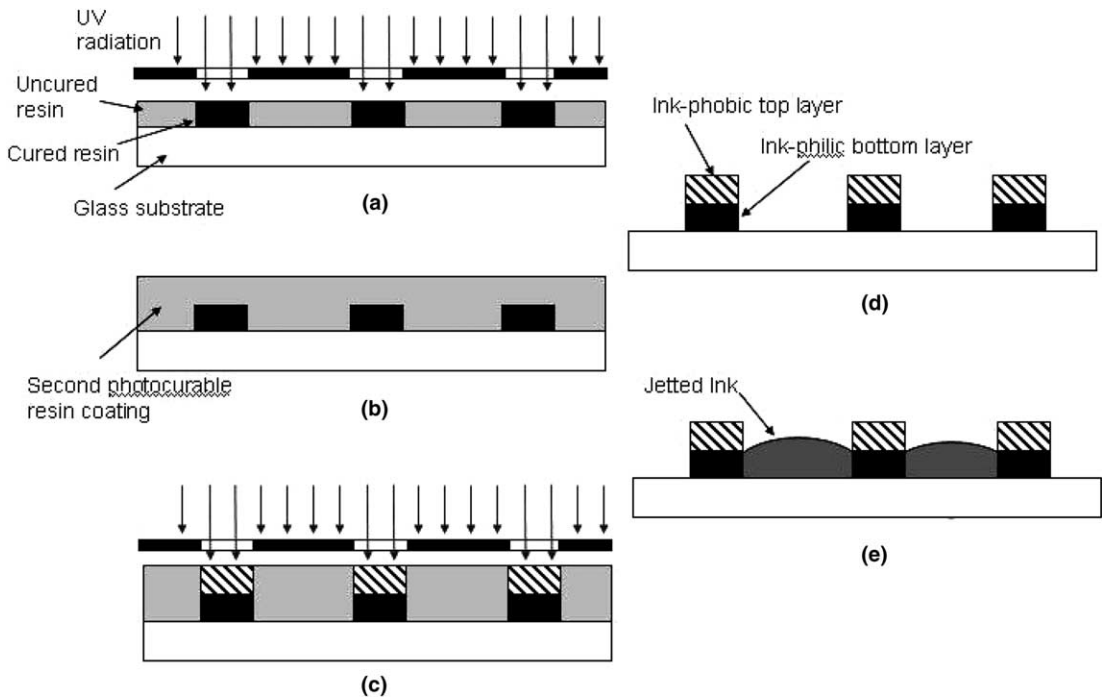 UV
radiation
Uncured
resin
Cured resin
Glass substrate
(a)
Second photocurable
resin coating
(b)
(c)
Ink-phobic top layer
Ink-philic bottom layer
(d)
Jetted Ink
(e)